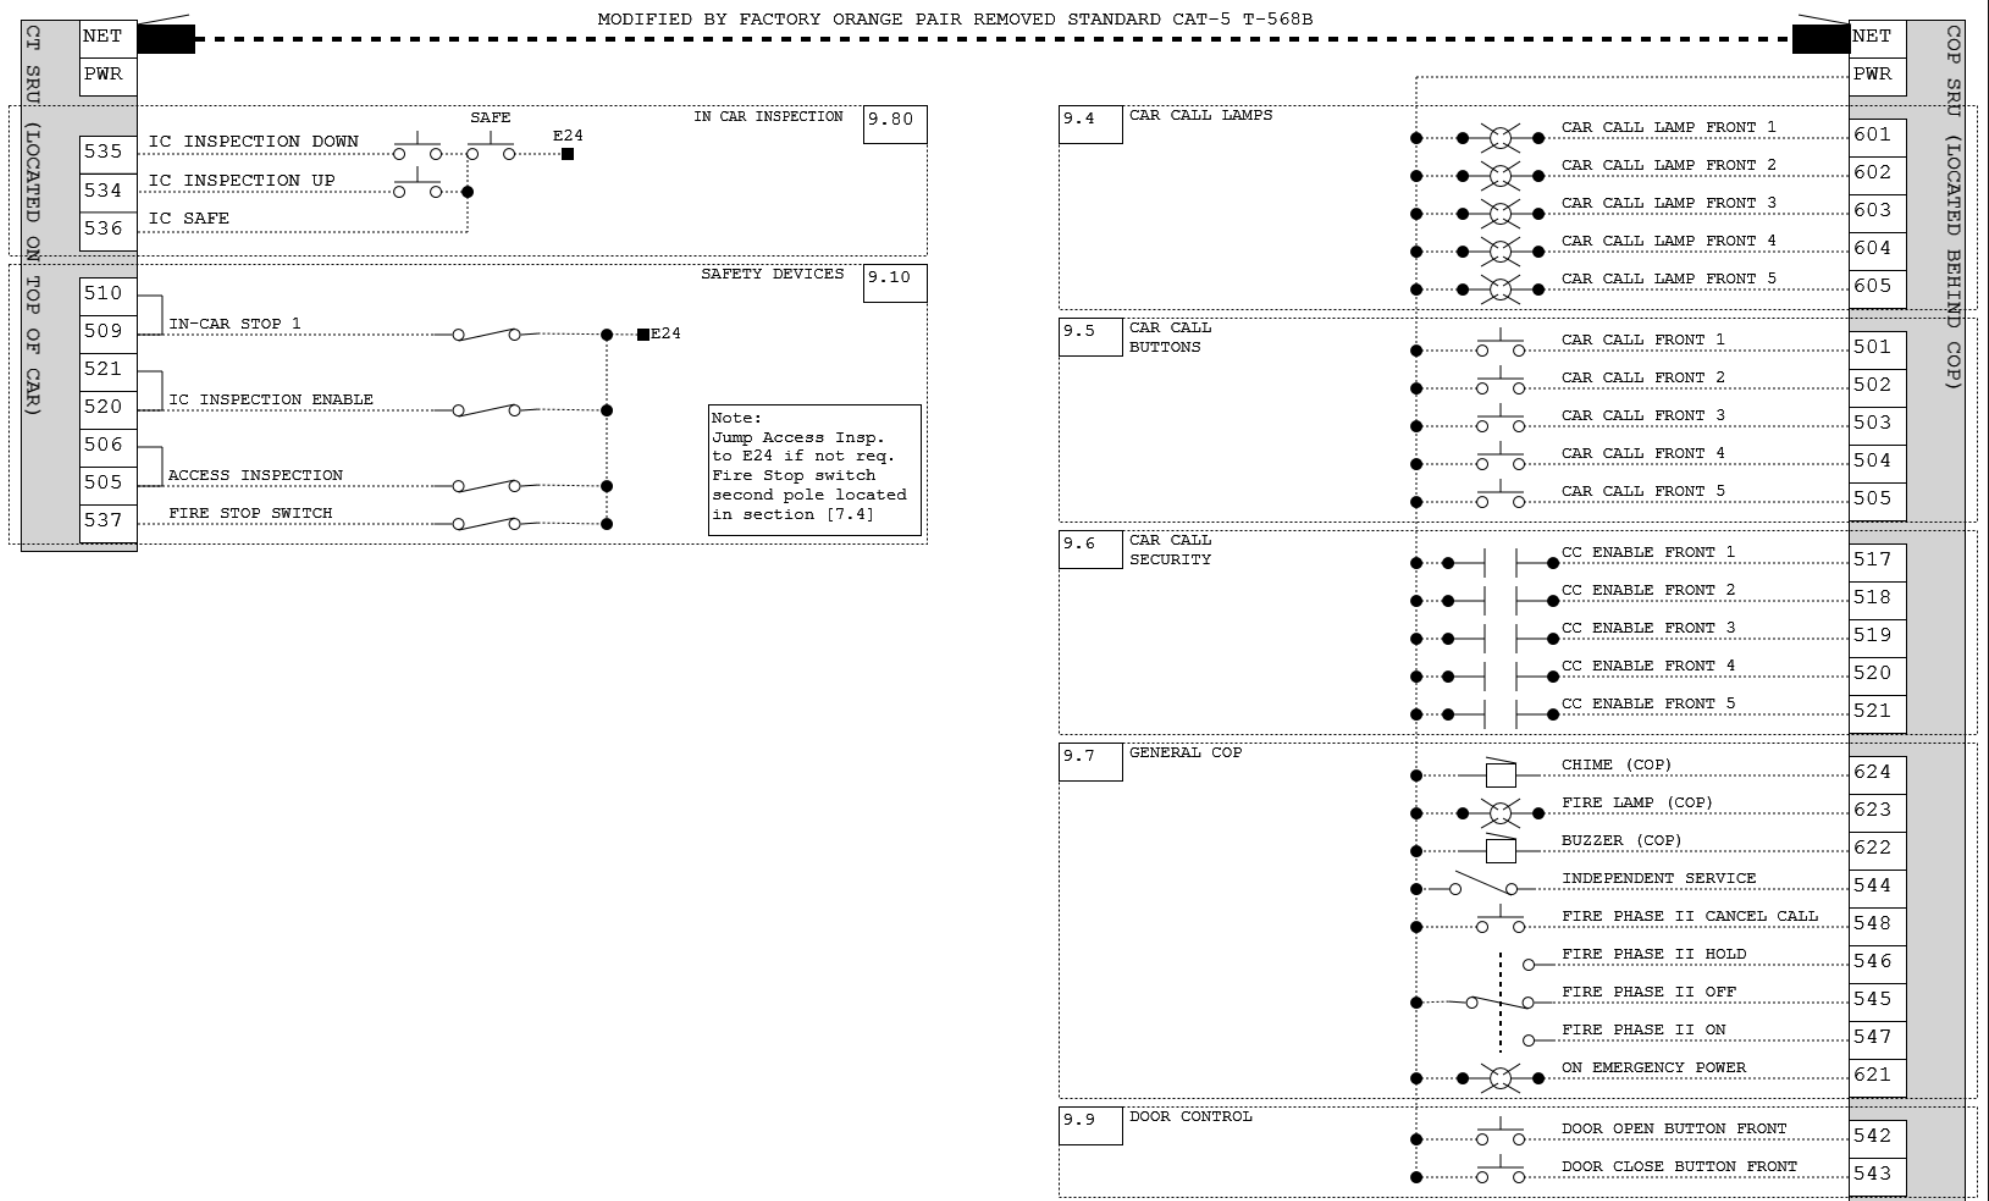 MODIFIED BY FACTORY ORANGE PAIR REMOVED STANDARD CAT-5 T-568B
CT SRU (LOCATED ON TOP OF CAR)
NET
PWR
IN CAR INSPECTION
9.80
SAFE
E24
535
IC INSPECTION DOWN
534
IC INSPECTION UP
536
IC SAFE
SAFETY DEVICES
9.10
510
509
IN-CAR STOP 1
E24
521
520
IC INSPECTION ENABLE
506
505
ACCESS INSPECTION
537
FIRE STOP SWITCH
Note:
Jump Access Insp.
to E24 if not req.
Fire Stop switch
second pole located
in section [7.4]
COP SRU (LOCATED BEHIND COP)
NET
PWR
9.4
CAR CALL LAMPS
CAR CALL LAMP FRONT 1
601
CAR CALL LAMP FRONT 2
602
CAR CALL LAMP FRONT 3
603
CAR CALL LAMP FRONT 4
604
CAR CALL LAMP FRONT 5
605
9.5
CAR CALL
BUTTONS
CAR CALL FRONT 1
501
CAR CALL FRONT 2
502
CAR CALL FRONT 3
503
CAR CALL FRONT 4
504
CAR CALL FRONT 5
505
9.6
CAR CALL
SECURITY
CC ENABLE FRONT 1
517
CC ENABLE FRONT 2
518
CC ENABLE FRONT 3
519
CC ENABLE FRONT 4
520
CC ENABLE FRONT 5
521
9.7
GENERAL COP
CHIME (COP)
624
FIRE LAMP (COP)
623
BUZZER (COP)
622
INDEPENDENT SERVICE
544
FIRE PHASE II CANCEL CALL
548
FIRE PHASE II HOLD
546
FIRE PHASE II OFF
545
FIRE PHASE II ON
547
ON EMERGENCY POWER
621
9.9
DOOR CONTROL
DOOR OPEN BUTTON FRONT
542
DOOR CLOSE BUTTON FRONT
543